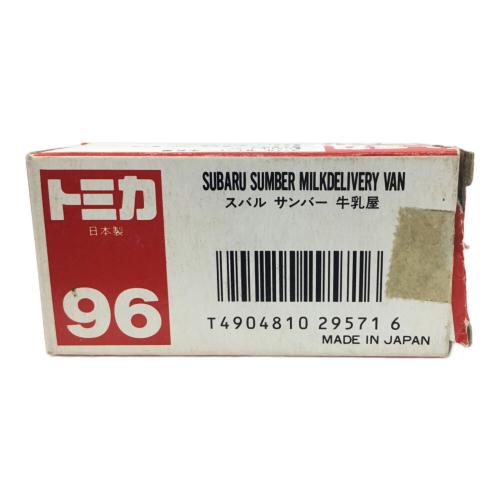 トミカ
日本製
96
SUBARU SUMBER MILKDELIVERY VAN
スバル サンバー 牛乳屋
T4904810 29571 6
MADE IN JAPAN